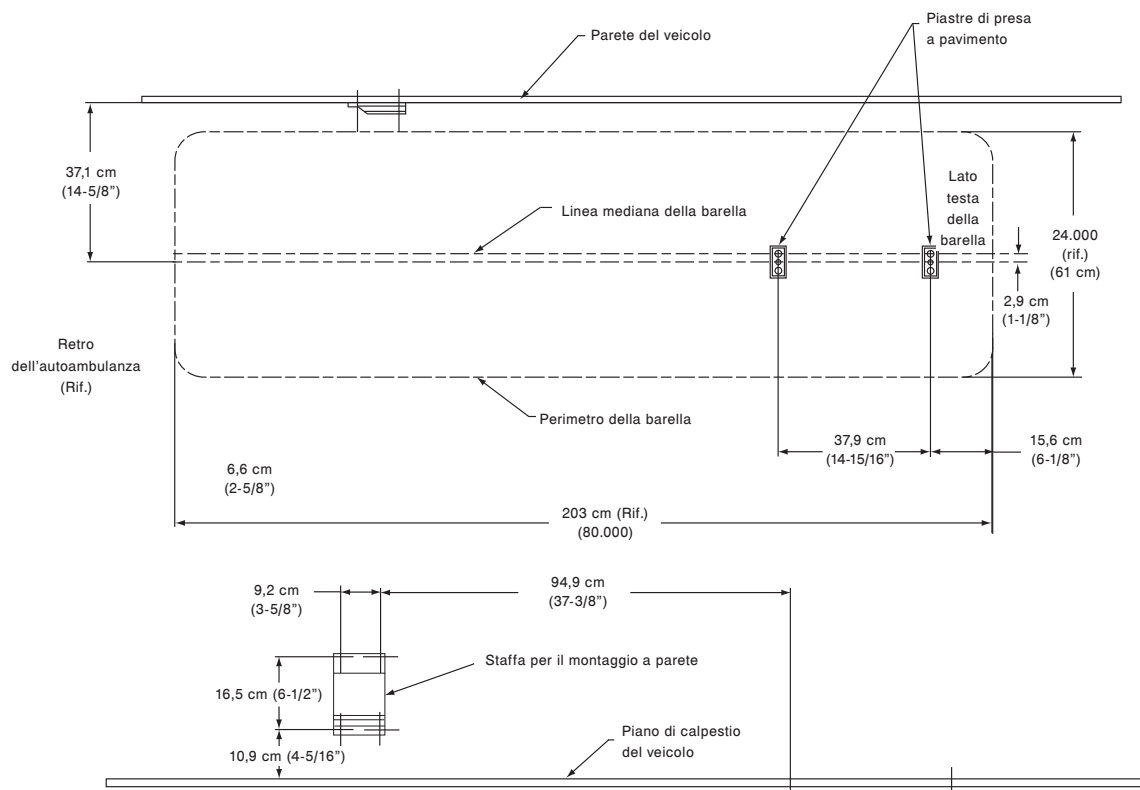 Parete del veicolo
Piastre di presa
a pavimento
37,1 cm
(14-5/8”)
Linea mediana della barella
Lato
testa
della
barella
24.000
(rif.)
(61 cm)
2,9 cm
(1-1/8”)
Retro
dell’autoambulanza
(Rif.)
Perimetro della barella
37,9 cm
(14-15/16”)
15,6 cm
(6-1/8”)
6,6 cm
(2-5/8”)
203 cm (Rif.)
(80.000)
9,2 cm
(3-5/8”)
94,9 cm
(37-3/8”)
Staffa per il montaggio a parete
16,5 cm (6-1/2”)
10,9 cm (4-5/16”)
Piano di calpestio
del veicolo